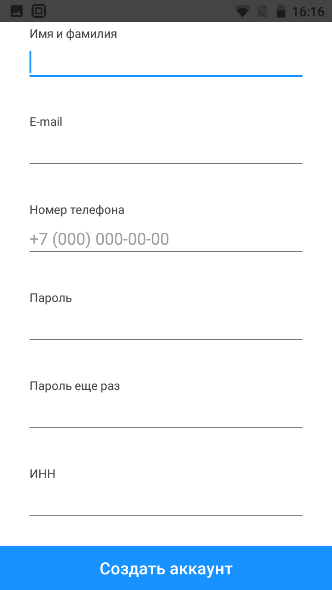 16:16
Имя и фамилия
E-mail
Номер телефона
+7 (000) 000-00-00
Пароль
Пароль еще раз
ИНН
Создать аккаунт